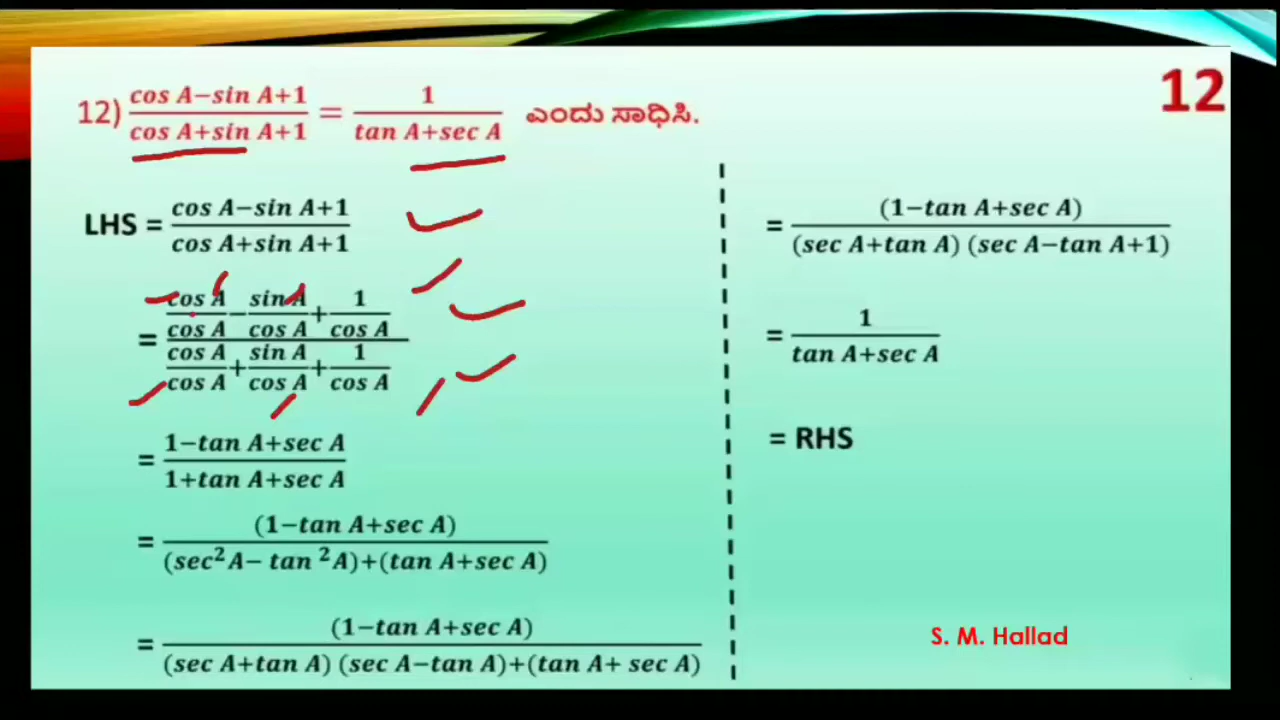 12
12) cos A−sin A+1 / cos A+sin A+1 = 1 / tan A+sec A ಎಂದು ಸಾಧಿಸಿ.
LHS = cos A−sin A+1 / cos A+sin A+1
= cos A/cos A − sin A/cos A + 1/cos A / cos A/cos A + sin A/cos A + 1/cos A
= 1−tan A+sec A / 1+tan A+sec A
= (1−tan A+sec A) / (sec²A− tan ²A)+(tan A+sec A)
= (1−tan A+sec A) / (sec A+tan A) (sec A−tan A)+(tan A+ sec A)
= (1−tan A+sec A) / (sec A+tan A) (sec A−tan A+1)
= 1 / tan A+sec A
= RHS
S. M. Hallad